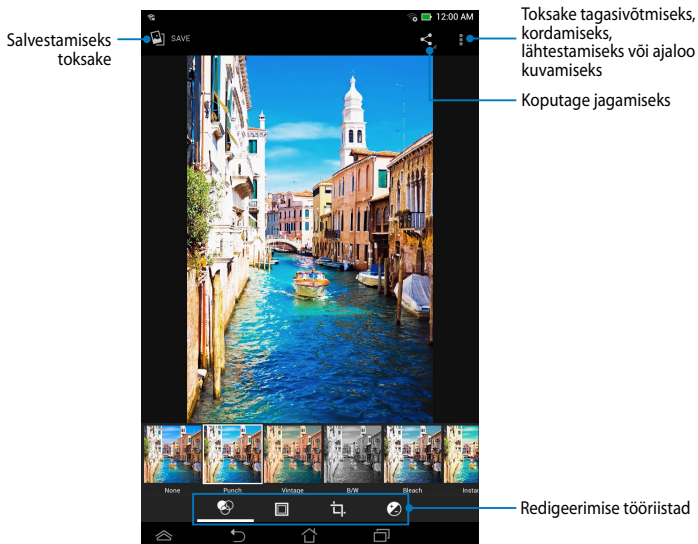 12:00 AM
SAVE
Salvestamiseks
toksake
Toksake tagasivõtmiseks,
kordamiseks,
lähtestamiseks või ajaloo
kuvamiseks
Koputage jagamiseks
None
Punch
Vintage
B/W
Bleach
Instar
Redigeerimise tööriistad